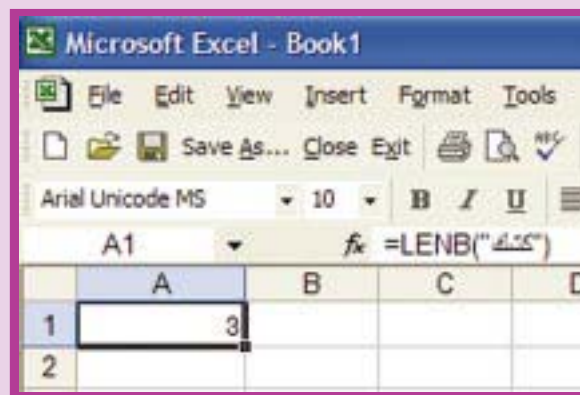 Microsoft Excel - Book1
File Edit View Insert Format Tools
Save As... Close Exit
Arial Unicode MS 10 B I U
A1 fx =LENB("")
A B C D
1 3
2